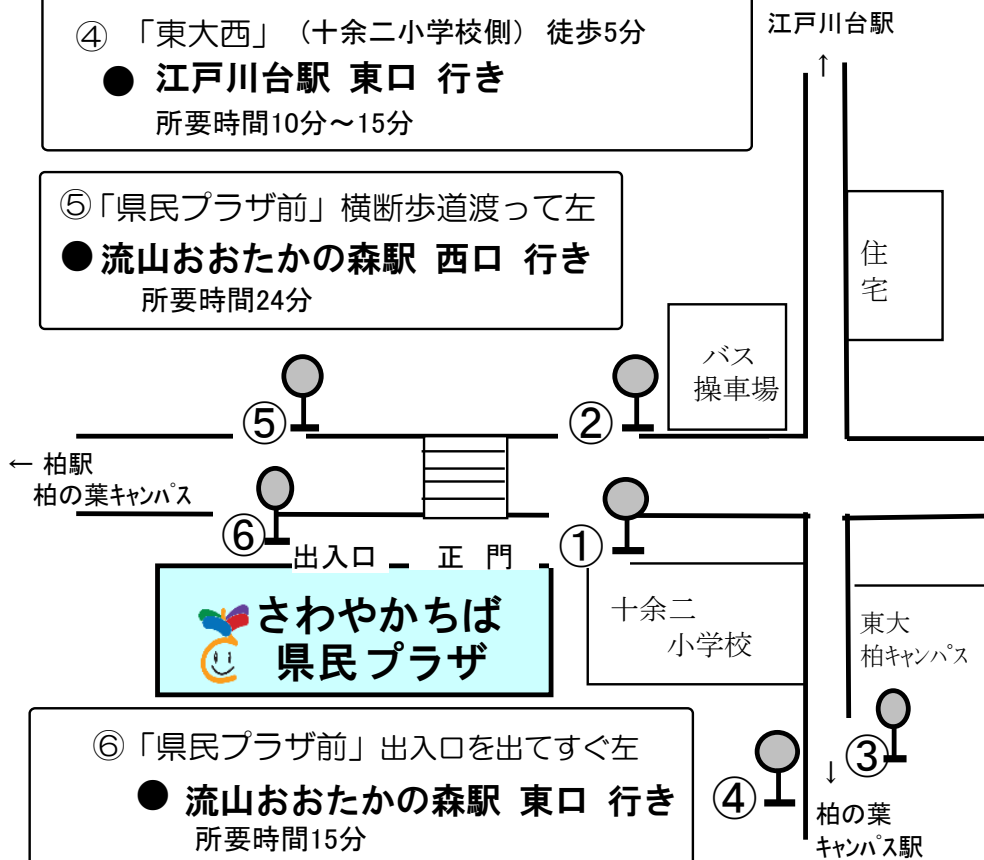 ④ 「東大西」（十余二小学校側） 徒歩5分
● 江戸川台駅 東口 行き
所要時間10分～15分
江戸川台駅
↑
⑤「県民プラザ前」横断歩道渡って左
●流山おおたかの森駅 西口 行き
所要時間24分
住
宅
バス
操車場
⑤
②
← 柏駅
柏の葉ｷｬﾝﾊﾟｽ
⑥
①
出入口
正 門
さわやかちば
県民プラザ
十余二
小学校
東大
柏ｷｬﾝﾊﾟｽ
⑥「県民プラザ前」出入口を出てすぐ左
● 流山おおたかの森駅 東口 行き
所要時間15分
④
③
↓
柏の葉
ｷｬﾝﾊﾟｽ駅